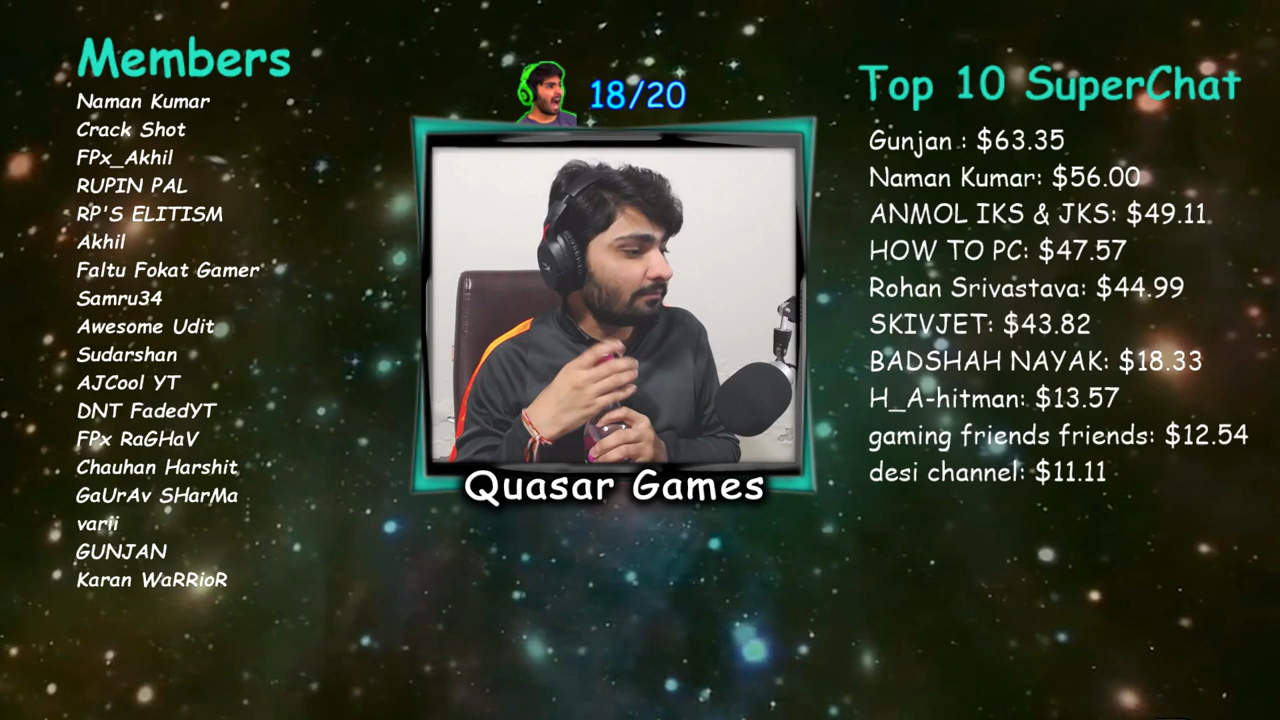 Members
Naman Kumar
Crack Shot
FPx_Akhil
RUPIN PAL
RP'S ELITISM
Akhil
Faltu Fokat Gamer
Samru34
Awesome Udit
Sudarshan
AJCool YT
DNT FadedYT
FPx RaGHaV
Chauhan Harshit
GaUrAv SHarMa
varii
GUNJAN
Karan WaRRioR
18/20
Quasar Games
Top 10 SuperChat
Gunjan : $63.35
Naman Kumar: $56.00
ANMOL IKS & JKS: $49.11
HOW TO PC: $47.57
Rohan Srivastava: $44.99
SKIVJET: $43.82
BADSHAH NAYAK: $18.33
H_A-hitman: $13.57
gaming friends friends: $12.54
desi channel: $11.11